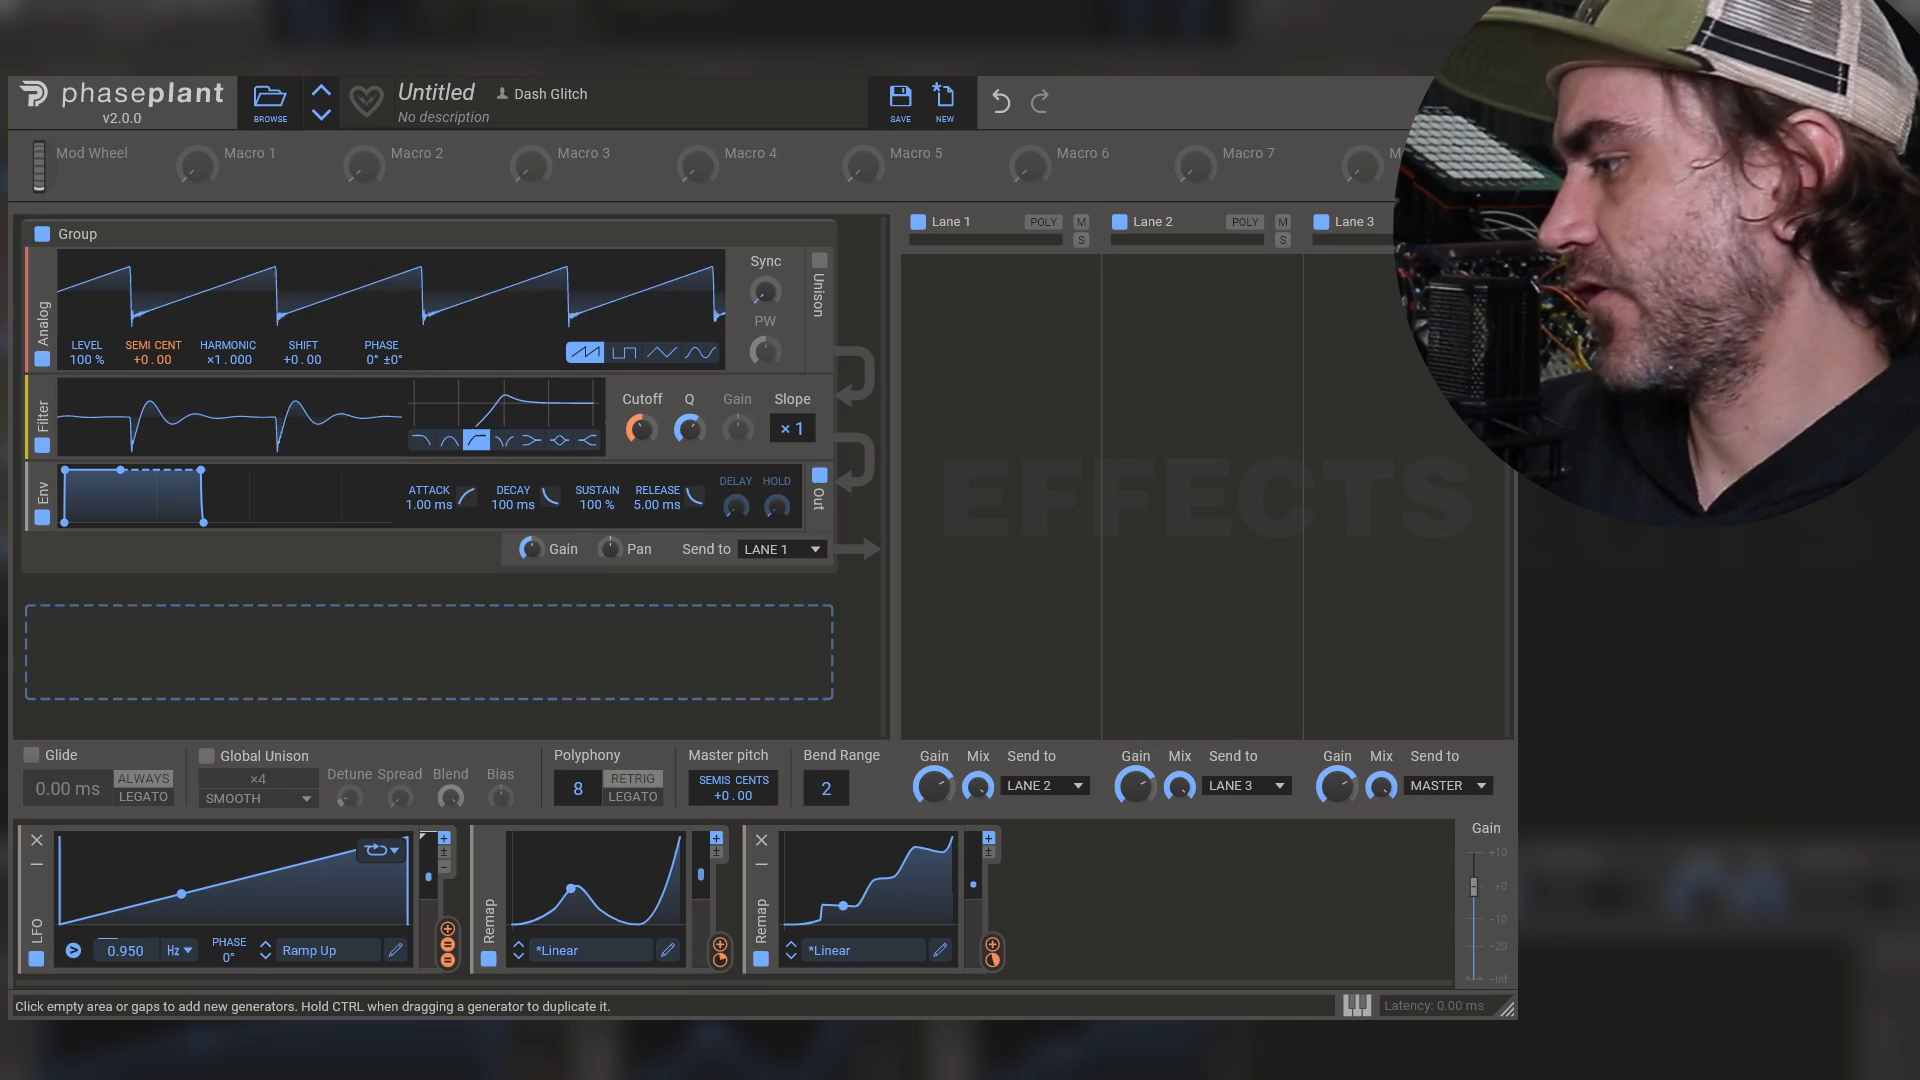 phaseplant
v2.0.0
BROWSE
Untitled
Dash Glitch
No description
SAVE
NEW
Mod Wheel
Macro 1
Macro 2
Macro 3
Macro 4
Macro 5
Macro 6
Macro 7
M
Group
Analog
LEVEL
100 %
SEMI CENT
+0.00
HARMONIC
×1.000
SHIFT
+0.00
PHASE
0° ±0°
Sync
PW
Unison
Filter
Cutoff
Q
Gain
Slope
× 1
Env
ATTACK
1.00 ms
DECAY
100 ms
SUSTAIN
100 %
RELEASE
5.00 ms
DELAY
HOLD
Out
Gain
Pan
Send to
LANE 1
Lane 1
POLY
M
S
Lane 2
POLY
M
S
Lane 3
EFFECTS
Glide
0.00 ms
ALWAYS
LEGATO
Global Unison
×4
SMOOTH
Detune
Spread
Blend
Bias
Polyphony
8
RETRIG
LEGATO
Master pitch
SEMIS CENTS
+0.00
Bend Range
2
Gain
Mix
Send to
LANE 2
Gain
Mix
Send to
LANE 3
Gain
Mix
Send to
MASTER
LFO
0.950
Hz
PHASE
0°
Ramp Up
Remap
*Linear
Remap
*Linear
Gain
+10
+0
-10
-20
-Inf
Click empty area or gaps to add new generators. Hold CTRL when dragging a generator to duplicate it.
Latency: 0.00 ms